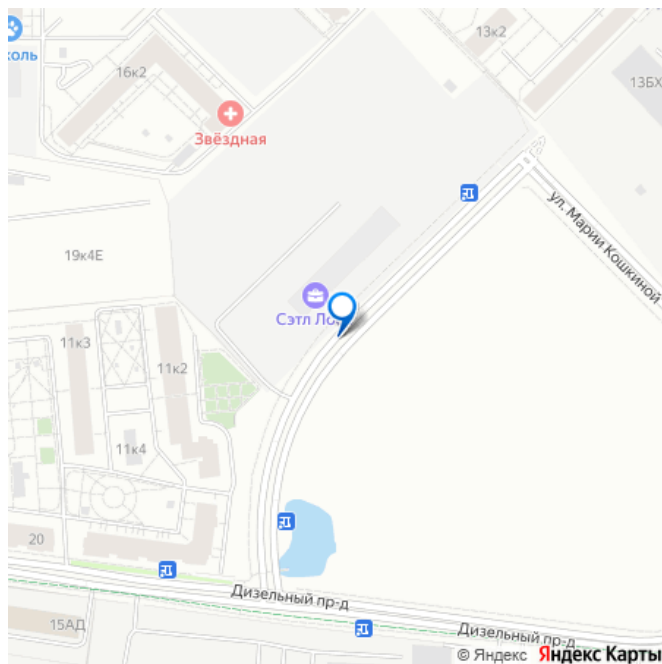 13к2
коль
16к2
13БХ
Звёздная
ул. Марии Кошкиной
19к4Е
Сэтл Ло
11к3
11к2
11к4
20
Дизельный пр-д
15АД
Дизельный пр-д
© Яндекс Яндекс Карты